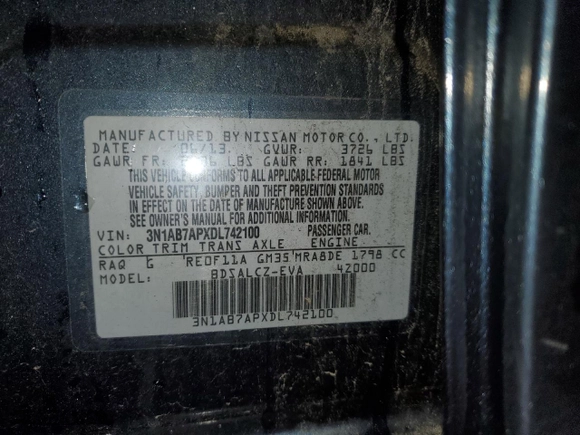 MANUFACTURED BY NISSAN MOTOR CO., LTD.
DATE: 06/13 GVWR: 3726 LBS
GAWR FR: LBS GAWR RR: 1841 LBS
THIS VEHICLE CONFORMS TO ALL APPLICABLE FEDERAL MOTOR
VEHICLE SAFETY, BUMPER AND THEFT PREVENTION STANDARDS
IN EFFECT ON THE DATE OF MANUFACTURE SHOWN ABOVE.
SEE OWNER'S MANUAL FOR ADDITIONAL INFORMATION.
VIN: 3N1AB7APXDL742100 PASSENGER CAR.
COLOR TRIM TRANS AXLE ENGINE
RAQ G RE0F11A GM35 MRA8DE 1798 CC
MODEL: BDSALCZ-EVA 42000
3N1AB7APXDL742100